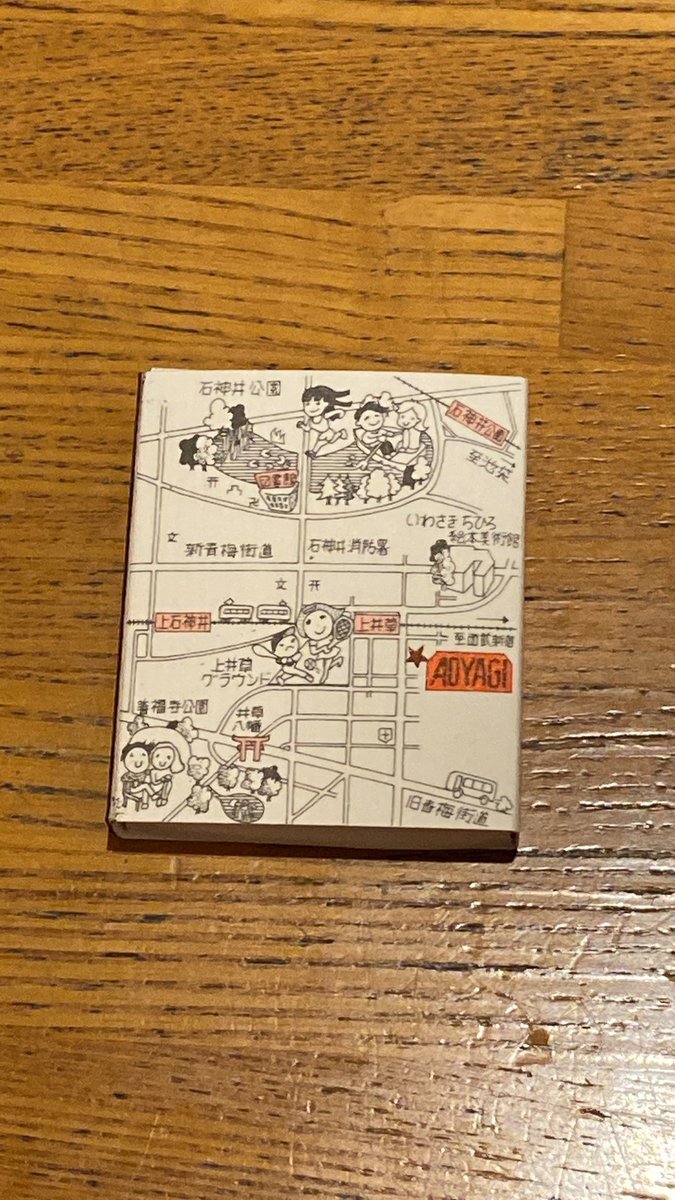 石神井公園
石神井公園
図書館
いわさきちひろ
絵本美術館
新青梅街道
石神井消防署
上石神井
上井草
上井草
グラウンド
AOYAGI
善福寺公園
井草
八幡
旧青梅街道